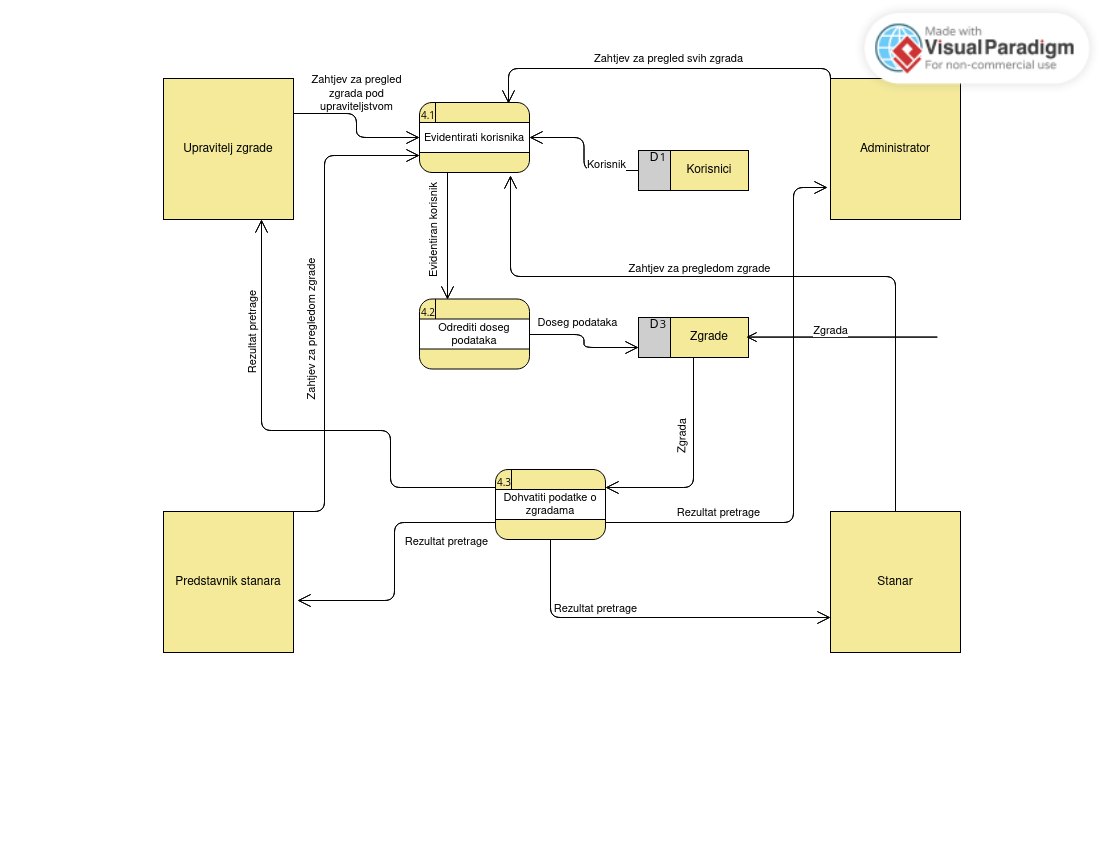 Made with
Visual Paradigm
For non-commercial use
Zahtjev za pregled svih zgrada
Zahtjev za pregled
zgrada pod
upraviteljstvom
Upravitelj zgrade
4.1
Evidentirati korisnika
Korisnik
D1
Korisnici
Administrator
Evidentiran korisnik
Zahtjev za pregledom zgrade
Zahtjev za pregledom zgrade
Rezultat pretrage
4.2
Odrediti doseg
podataka
Doseg podataka
D3
Zgrade
Zgrada
Zgrada
4.3
Dohvatiti podatke o
zgradama
Rezultat pretrage
Rezultat pretrage
Predstavnik stanara
Stanar
Rezultat pretrage